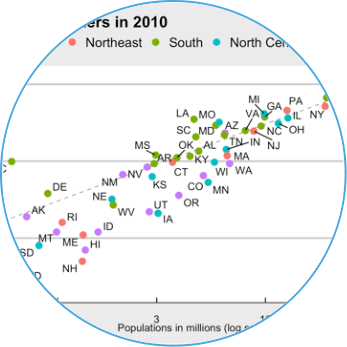 ers in 2010
Northeast South North Cen
MI GA PA
LA MO VA IL NY
SC MD AZ NC OH
MS OK AL TN IN NJ
AR KY MA
NM NV CT WI WA
DE KS CO MN
NE
AK WV UT OR
RI IA
MT ME ID
SD HI
D NH
3 10
Populations in millions (log s